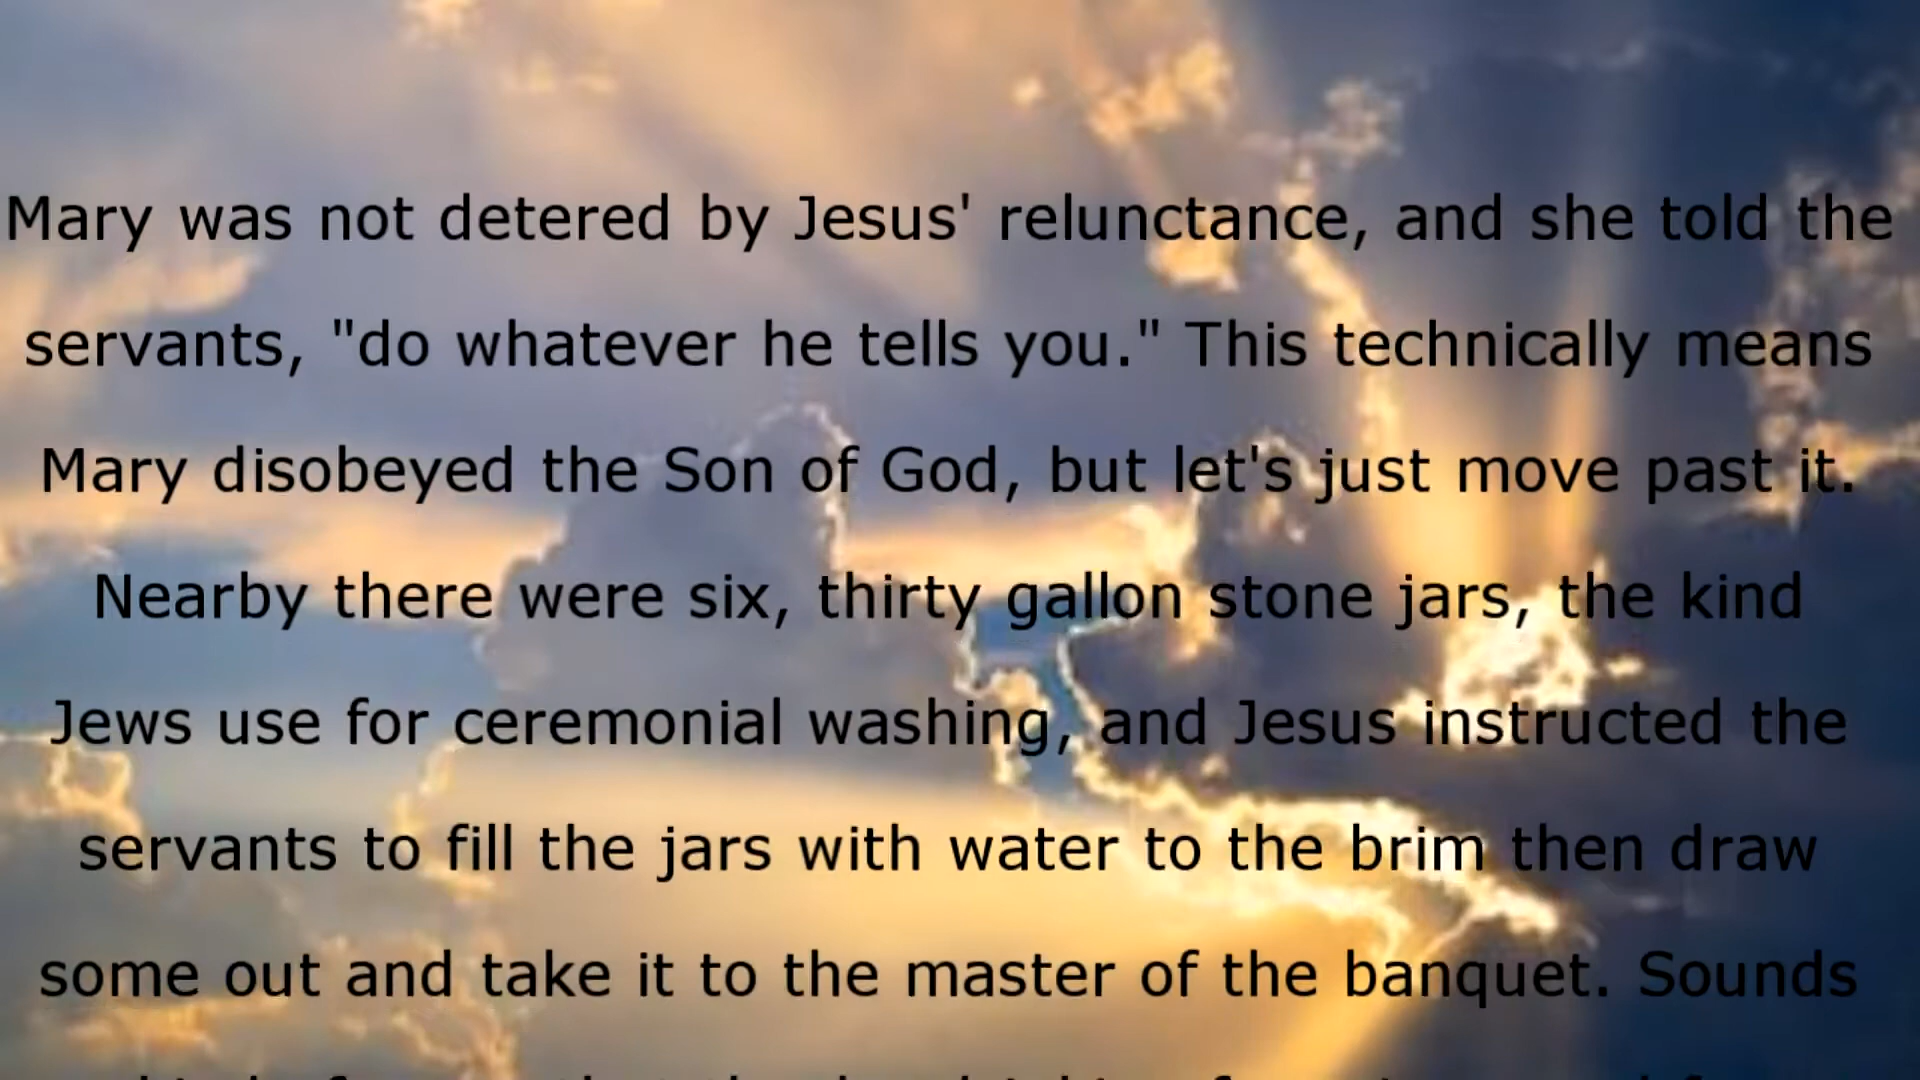 Mary was not detered by Jesus' relunctance, and she told the
servants, "do whatever he tells you." This technically means
Mary disobeyed the Son of God, but let's just move past it.
Nearby there were six, thirty gallon stone jars, the kind
Jews use for ceremonial washing, and Jesus instructed the
servants to fill the jars with water to the brim then draw
some out and take it to the master of the banquet. Sounds